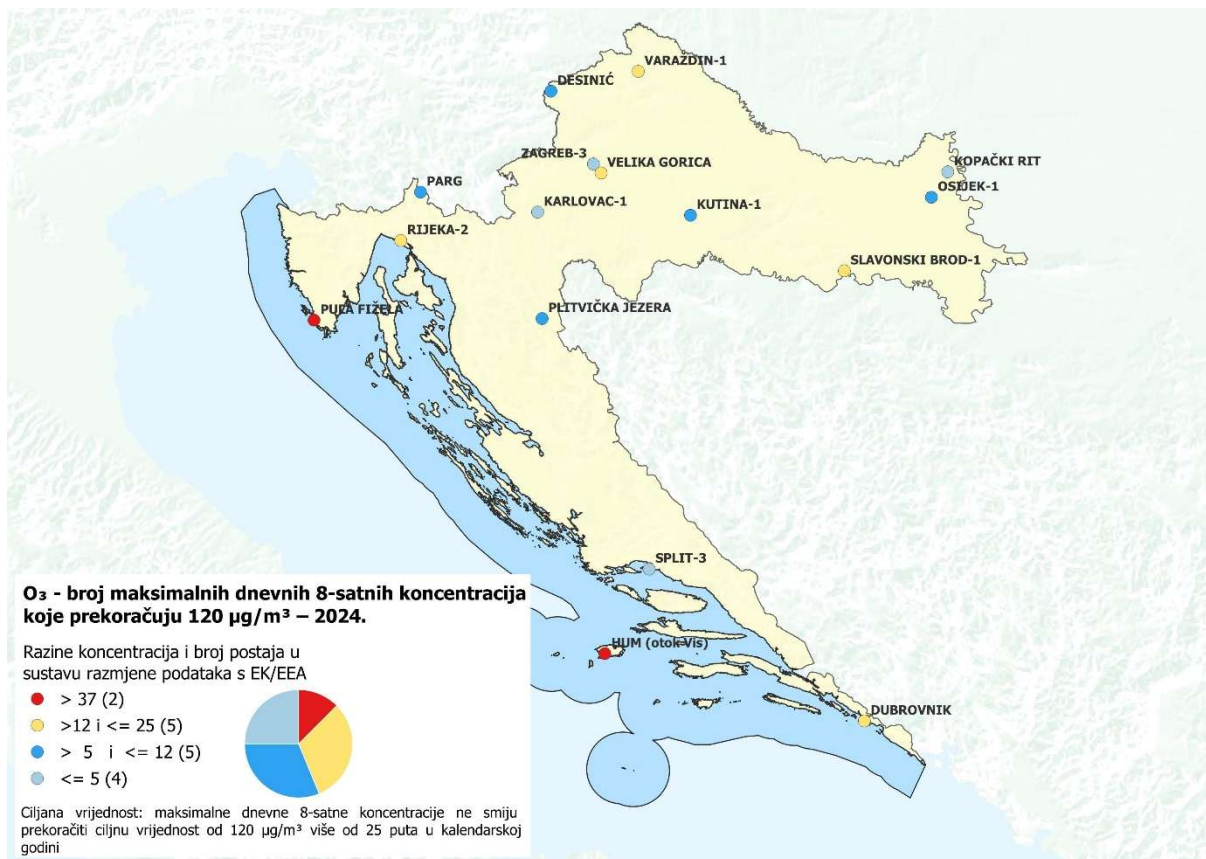 VARAŽDIN-1
DESINIĆ
ZAGREB-3
VELIKA GORICA
KOPAČKI RIT
OSIJEK-1
PARG
KARLOVAC-1
KUTINA-1
RIJEKA-2
SLAVONSKI BROD-1
PULA FIŽELA
PLITVIČKA JEZERA
SPLIT-3
HUM (otok Vis)
DUBROVNIK
O₃ - broj maksimalnih dnevnih 8-satnih koncentracija
koje prekoračuju 120 µg/m³ – 2024.
Razine koncentracija i broj postaja u
sustavu razmjene podataka s EK/EEA
> 37 (2)
>12 i <= 25 (5)
> 5 i <= 12 (5)
<= 5 (4)
Ciljana vrijednost: maksimalne dnevne 8-satne koncentracije ne smiju
prekoračiti ciljnu vrijednost od 120 µg/m³ više od 25 puta u kalendarskoj
godini